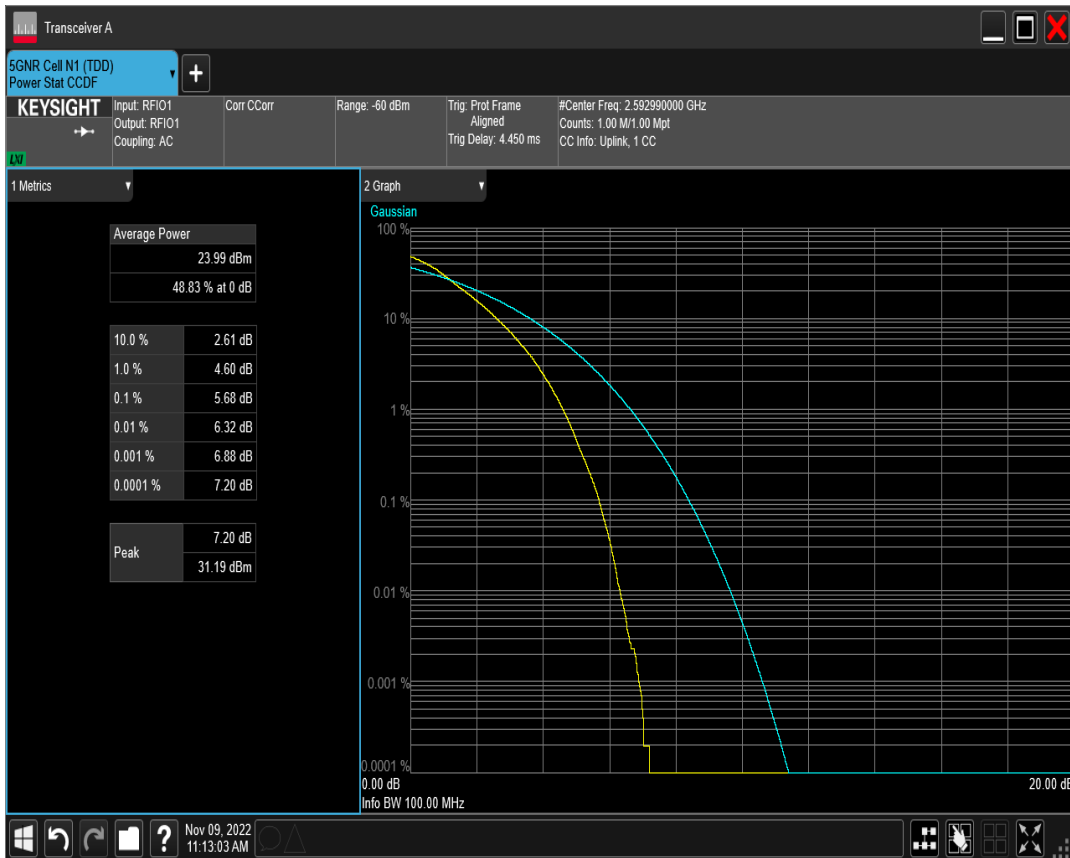 Transceiver A
5GNR Cell N1 (TDD)
Power Stat CCDF
+
KEYSIGHT
LXI
Input: RFIO1
Output: RFIO1
Coupling: AC
Corr CCorr
Range: -60 dBm
Trig: Prot Frame
Aligned
Trig Delay: 4.450 ms
#Center Freq: 2.592990000 GHz
Counts: 1.00 M/1.00 Mpt
CC Info: Uplink, 1 CC
1 Metrics
Average Power
23.99 dBm
48.83 % at 0 dB
10.0 % 2.61 dB
1.0 % 4.60 dB
0.1 % 5.68 dB
0.01 % 6.32 dB
0.001 % 6.88 dB
0.0001 % 7.20 dB
Peak
7.20 dB
31.19 dBm
2 Graph
Gaussian
100 %
10 %
1 %
0.1 %
0.01 %
0.001 %
0.0001 %
0.00 dB 20.00 dB
Info BW 100.00 MHz
?
Nov 09, 2022
11:13:03 AM